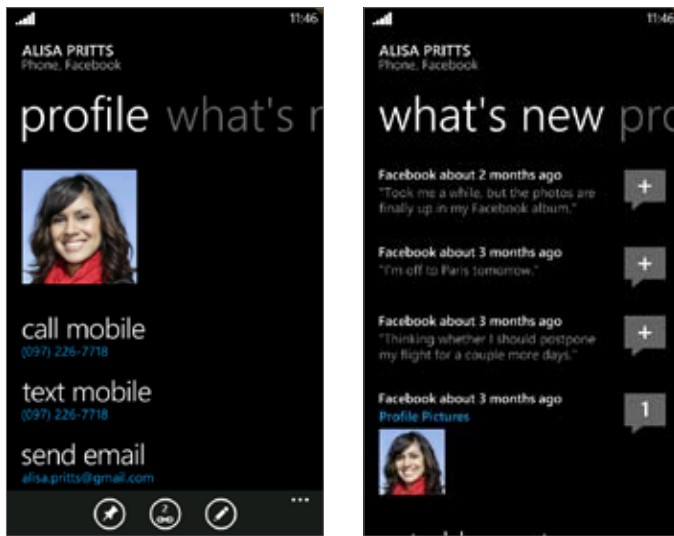 11:46
ALISA PRITTS
Phone, Facebook
profile what's
call mobile
(097) 226-7718
text mobile
(097) 226-7718
send email
alisa.pritts@gmail.com
2
...
11:46
ALISA PRITTS
Phone, Facebook
what's new pro
Facebook about 2 months ago
"Took me a while, but the photos are
finally up in my Facebook album."
+
Facebook about 3 months ago
"I'm off to Paris tomorrow."
+
Facebook about 3 months ago
"Thinking whether I should postpone
my flight for a couple more days."
+
Facebook about 3 months ago
Profile Pictures
1